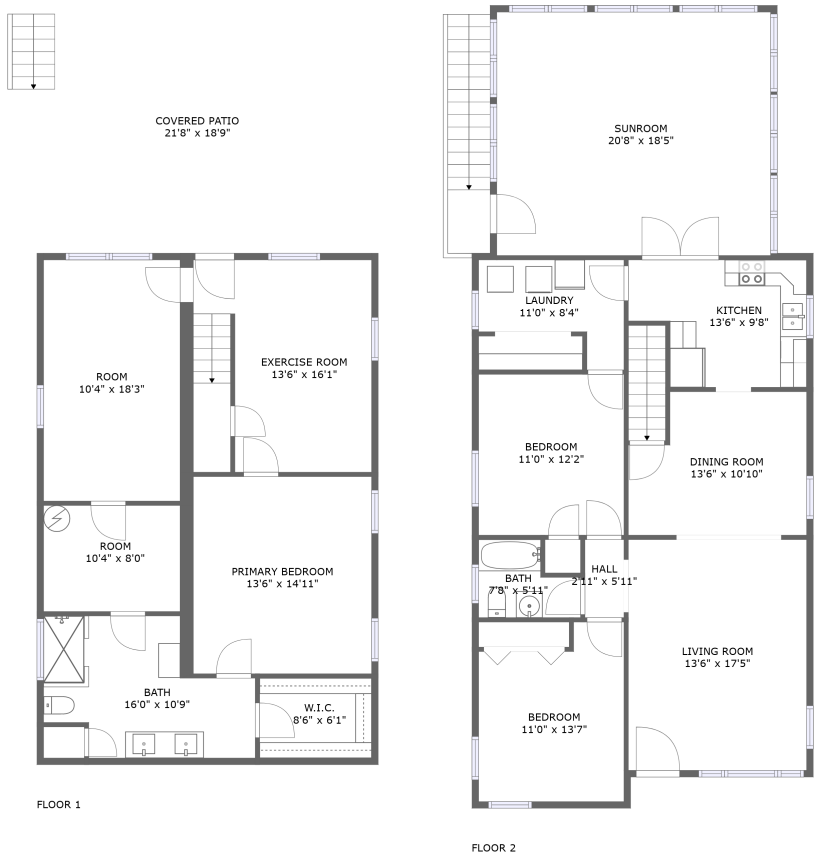 COVERED PATIO
21'8" x 18'9"
ROOM
10'4" x 18'3"
EXERCISE ROOM
13'6" x 16'1"
ROOM
10'4" x 8'0"
PRIMARY BEDROOM
13'6" x 14'11"
BATH
16'0" x 10'9"
W.I.C.
8'6" x 6'1"
FLOOR 1
SUNROOM
20'8" x 18'5"
LAUNDRY
11'0" x 8'4"
KITCHEN
13'6" x 9'8"
BEDROOM
11'0" x 12'2"
DINING ROOM
13'6" x 10'10"
BATH
7'8" x 5'11"
HALL
2'11" x 5'11"
LIVING ROOM
13'6" x 17'5"
BEDROOM
11'0" x 13'7"
FLOOR 2